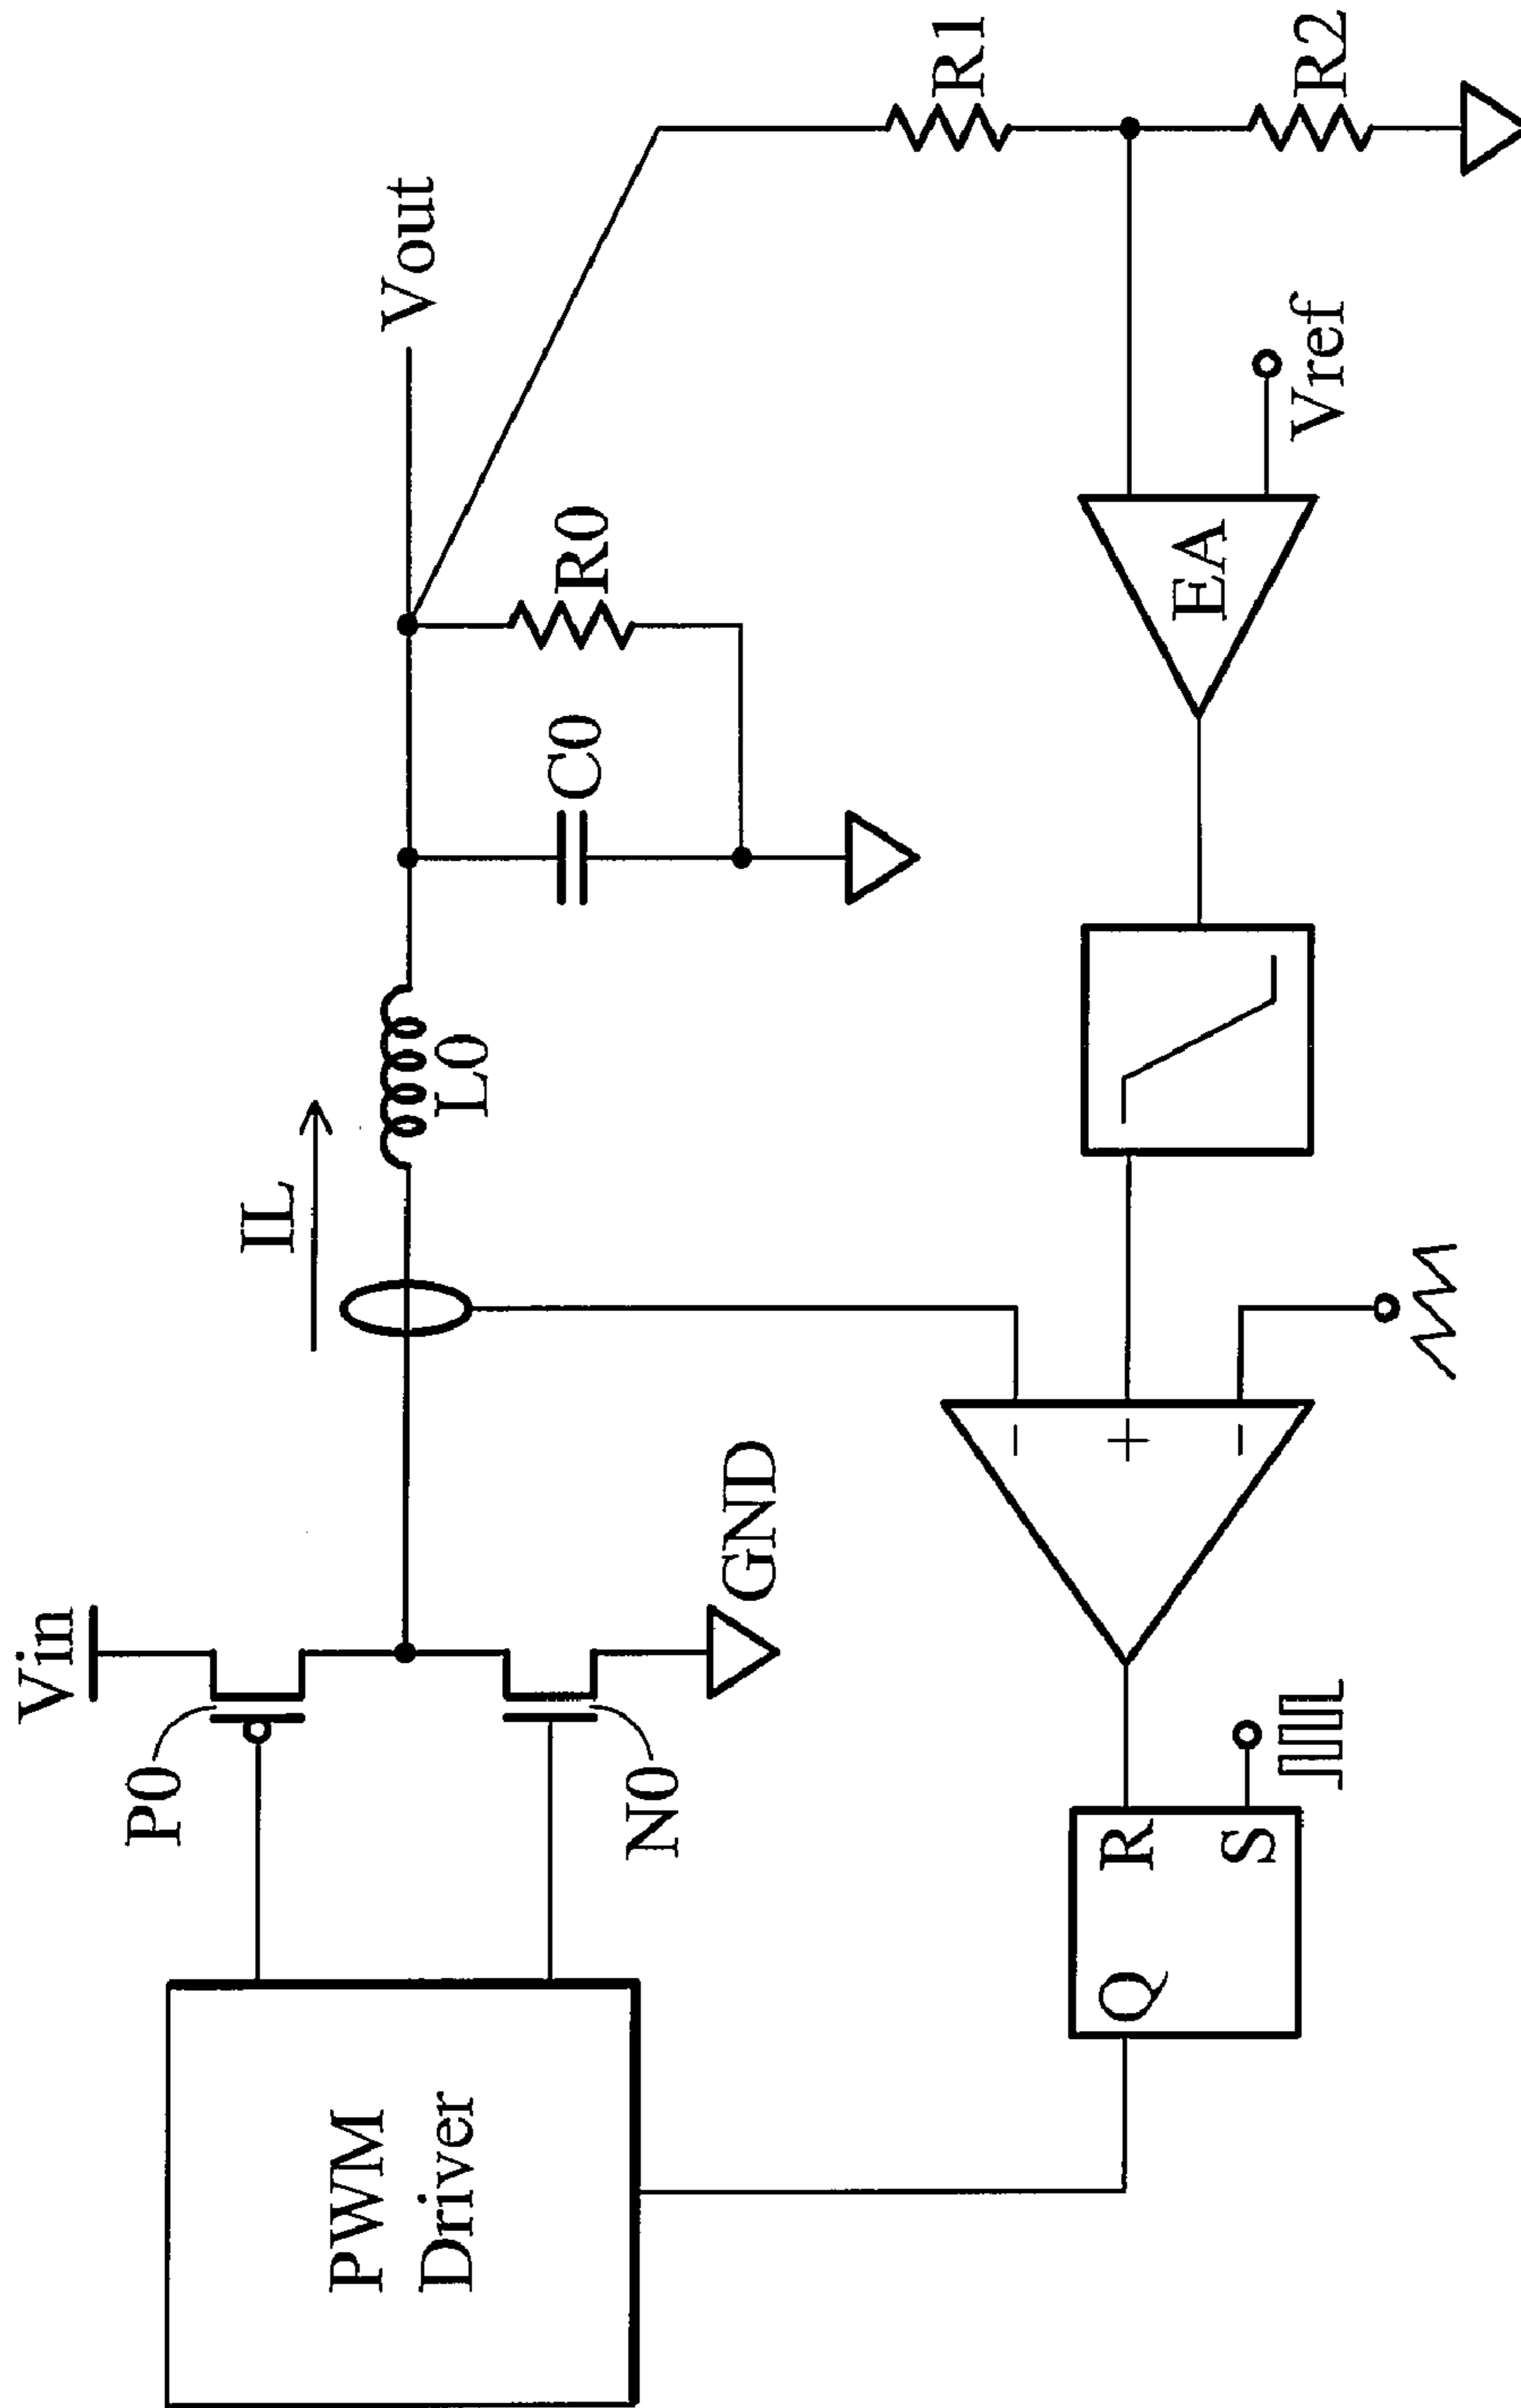 Vin
P0
IL
Vout
PWM
Driver
L0
C0
R0
N0
GND
R1
Q
R
S
−
+
−
EA
Vref
R2